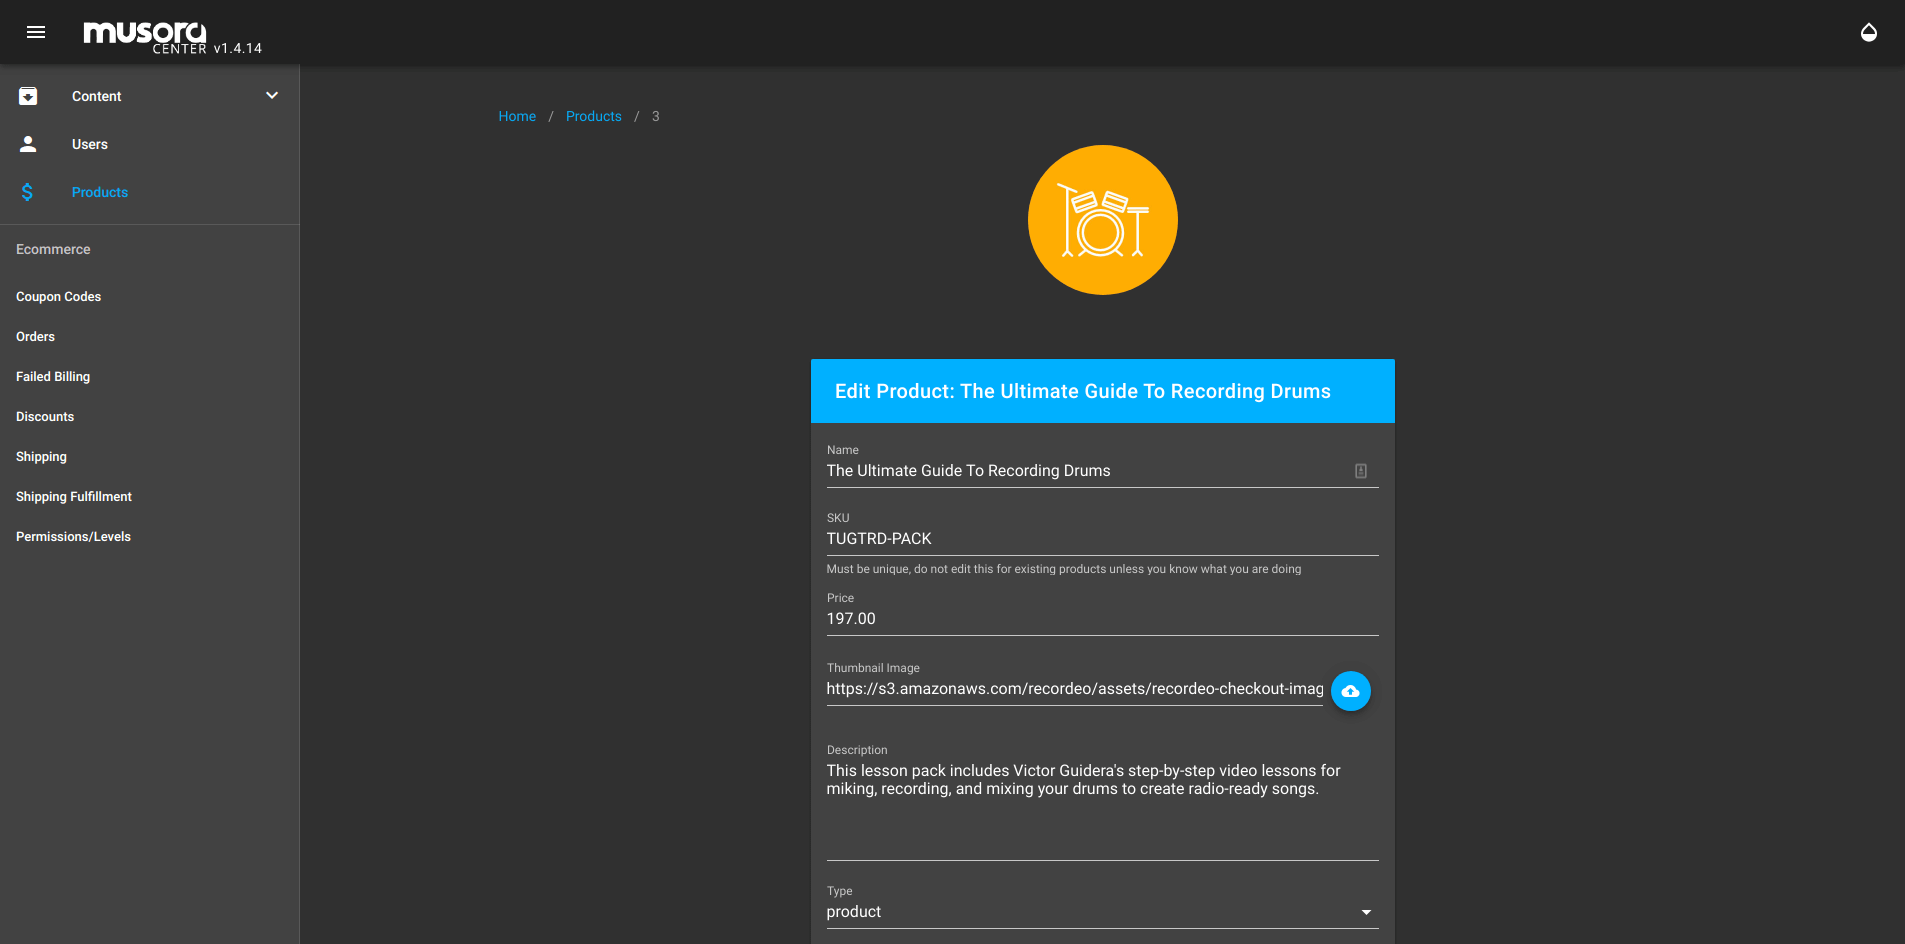 musora
CENTER v1.4.14
Content
Users
Products
Ecommerce
Coupon Codes
Orders
Failed Billing
Discounts
Shipping
Shipping Fulfillment
Permissions/Levels
Home / Products / 3
Edit Product: The Ultimate Guide To Recording Drums
Name
The Ultimate Guide To Recording Drums
SKU
TUGTRD-PACK
Must be unique, do not edit this for existing products unless you know what you are doing
Price
197.00
Thumbnail Image
https://s3.amazonaws.com/recordeo/assets/recordeo-checkout-imag
Description
This lesson pack includes Victor Guidera's step-by-step video lessons for
miking, recording, and mixing your drums to create radio-ready songs.
Type
product